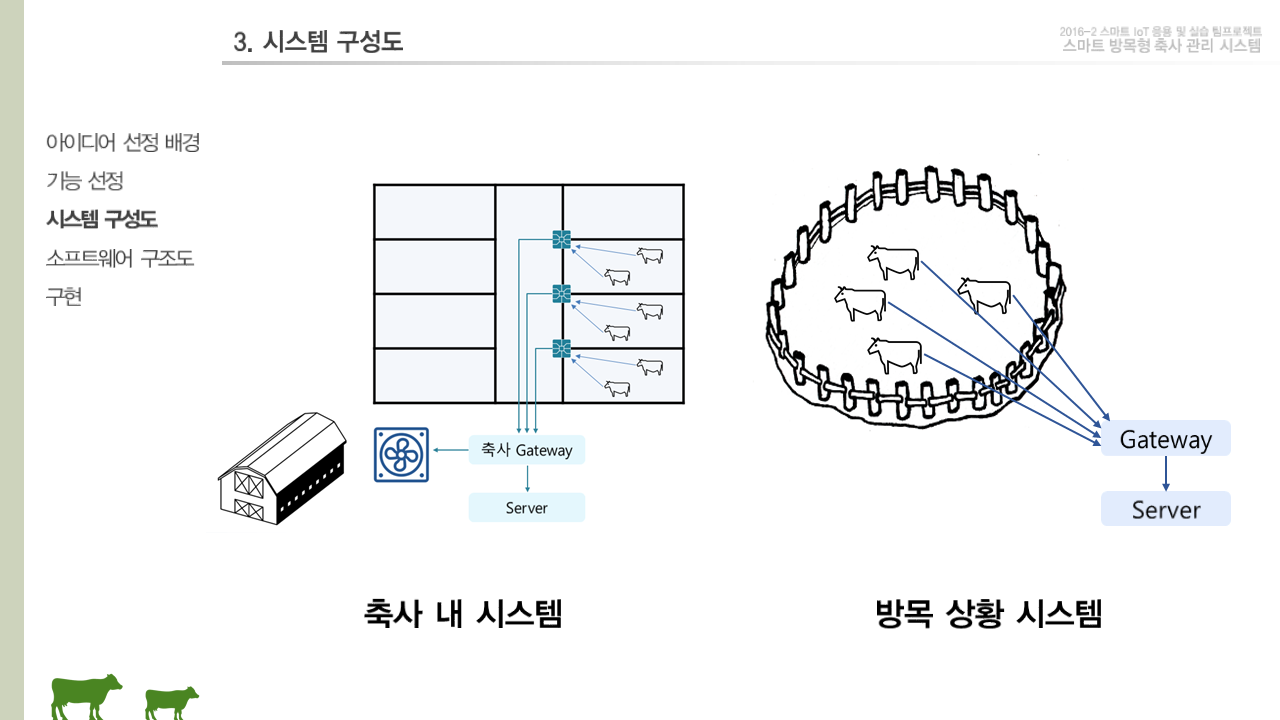 3. 시스템 구성도
2016-2 스마트 IoT 응용 및 실습 팀프로젝트
스마트 방목형 축사 관리 시스템
아이디어 선정 배경
기능 선정
시스템 구성도
소프트웨어 구조도
구현
축사 Gateway
Server
Gateway
Server
축사 내 시스템
방목 상황 시스템